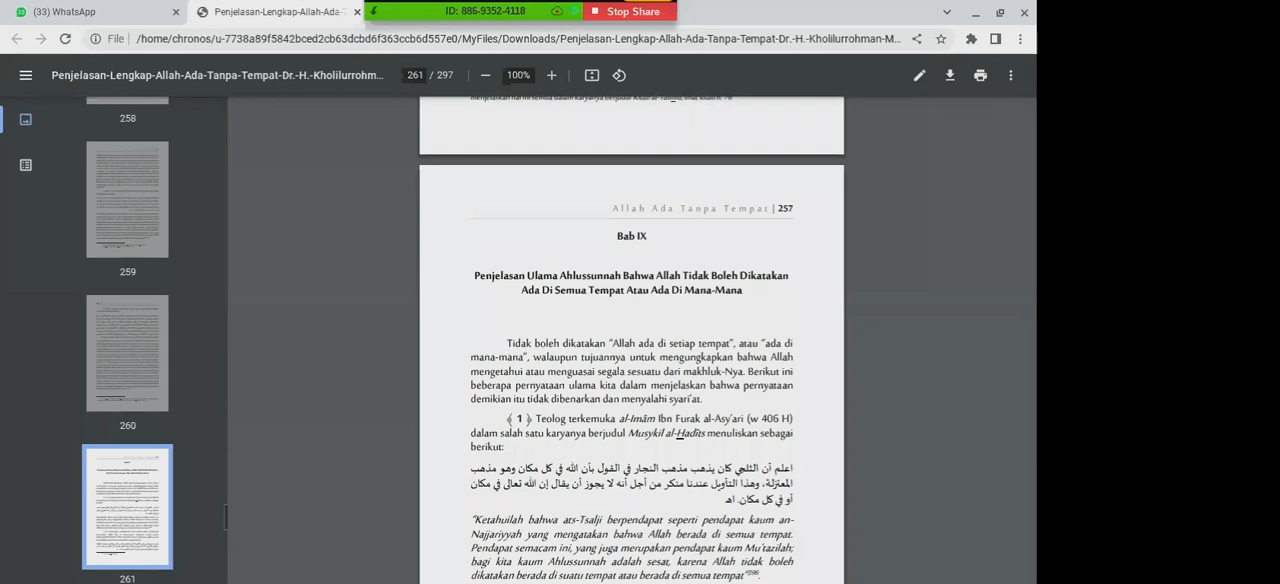 (33) WhatsApp
Penjelasan-Lengkap-Allah-Ada-T
ID: 886-9352-4118
Stop Share
File
/home/chronos/u-7738a89f5842bced2cb63dcbd6f363ccb6d557e0/MyFiles/Downloads/Penjelasan-Lengkap-Allah-Ada-Tanpa-Tempat-Dr.-H.-Kholilurrohman-M...
Penjelasan-Lengkap-Allah-Ada-Tanpa-Tempat-Dr.-H.-Kholilurrohm...
261 / 297
100%
258
259
260
261
Allah Ada Tanpa Tempat | 257
Bab IX
Penjelasan Ulama Ahlussunnah Bahwa Allah Tidak Boleh Dikatakan
Ada Di Semua Tempat Atau Ada Di Mana-Mana
Tidak boleh dikatakan “Allah ada di setiap tempat”, atau “ada di
mana-mana”, walaupun tujuannya untuk mengungkapkan bahwa Allah
mengetahui atau menguasai segala sesuatu dari makhluk-Nya. Berikut ini
beberapa pernyataan ulama kita dalam menjelaskan bahwa pernyataan
demikian itu tidak dibenarkan dan menyalahi syari’at.
﴾ 1 ﴿ Teolog terkemuka al-Imâm Ibn Furak al-Asy’ari (w 406 H)
dalam salah satu karyanya berjudul Musykil al-Hadîts menuliskan sebagai
berikut:
اعلم أن الثلجي كان يذهب مذهب النجار في القول بأن الله في كل مكان وهو مذهب
المعتزلة، وهذا التأويل عندنا منكر من أجل أنه لا يجوز أن يقال إن الله تعالى في مكان
أو في كل مكان. اهـ
“Ketahuilah bahwa ats-Tsalji berpendapat seperti pendapat kaum an-
Najjariyyah yang mengatakan bahwa Allah berada di semua tempat.
Pendapat semacam ini, yang juga merupakan pendapat kaum Mu’tazilah;
bagi kita kaum Ahlussunnah adalah sesat, karena Allah tidak boleh
dikatakan berada di suatu tempat atau berada di semua tempat”